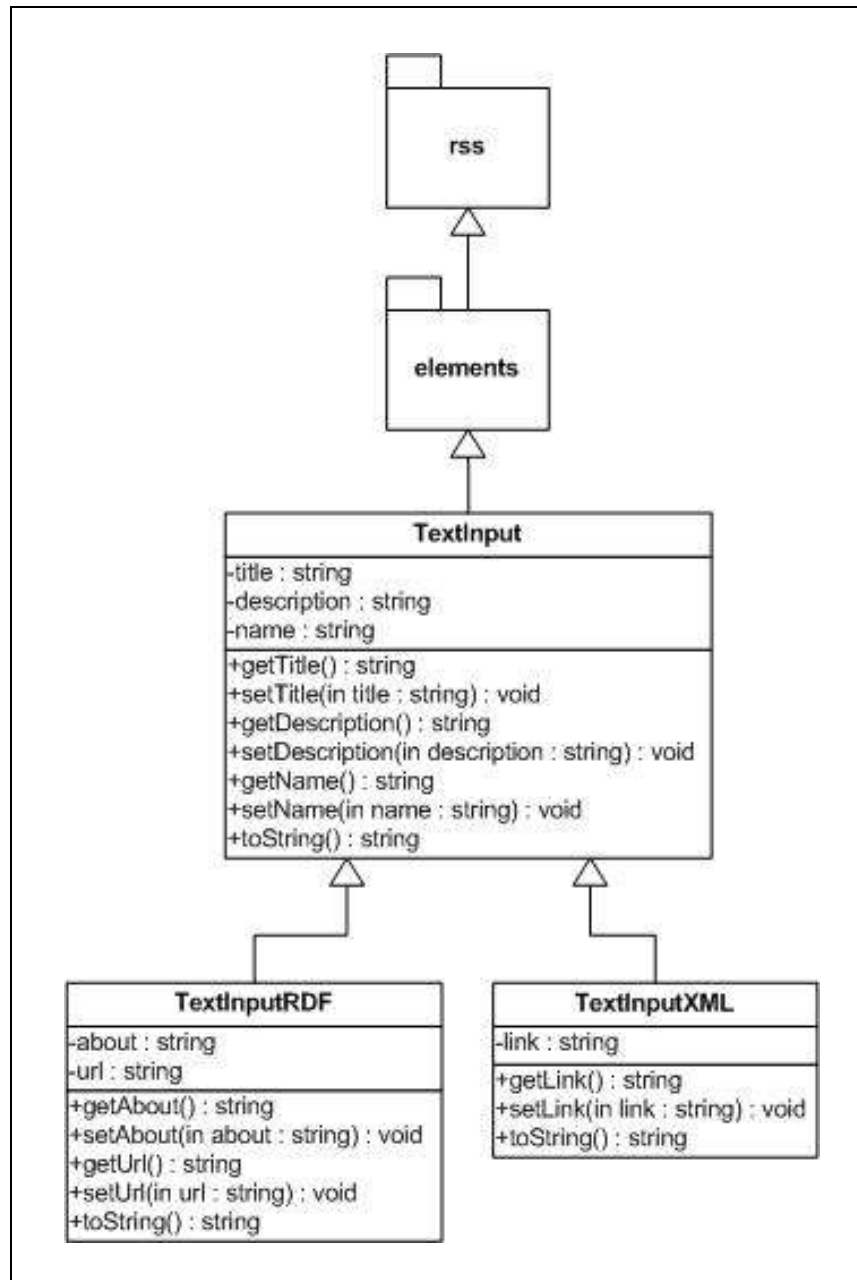 rss
elements
TextInput
-title : string
-description : string
-name : string
+getTitle() : string
+setTitle(in title : string) : void
+getDescription() : string
+setDescription(in description : string) : void
+getName() : string
+setName(in name : string) : void
+toString() : string
TextInputRDF
-about : string
-url : string
+getAbout() : string
+setAbout(in about : string) : void
+getUrl() : string
+setUrl(in url : string) : void
+toString() : string
TextInputXML
-link : string
+getLink() : string
+setLink(in link : string) : void
+toString() : string